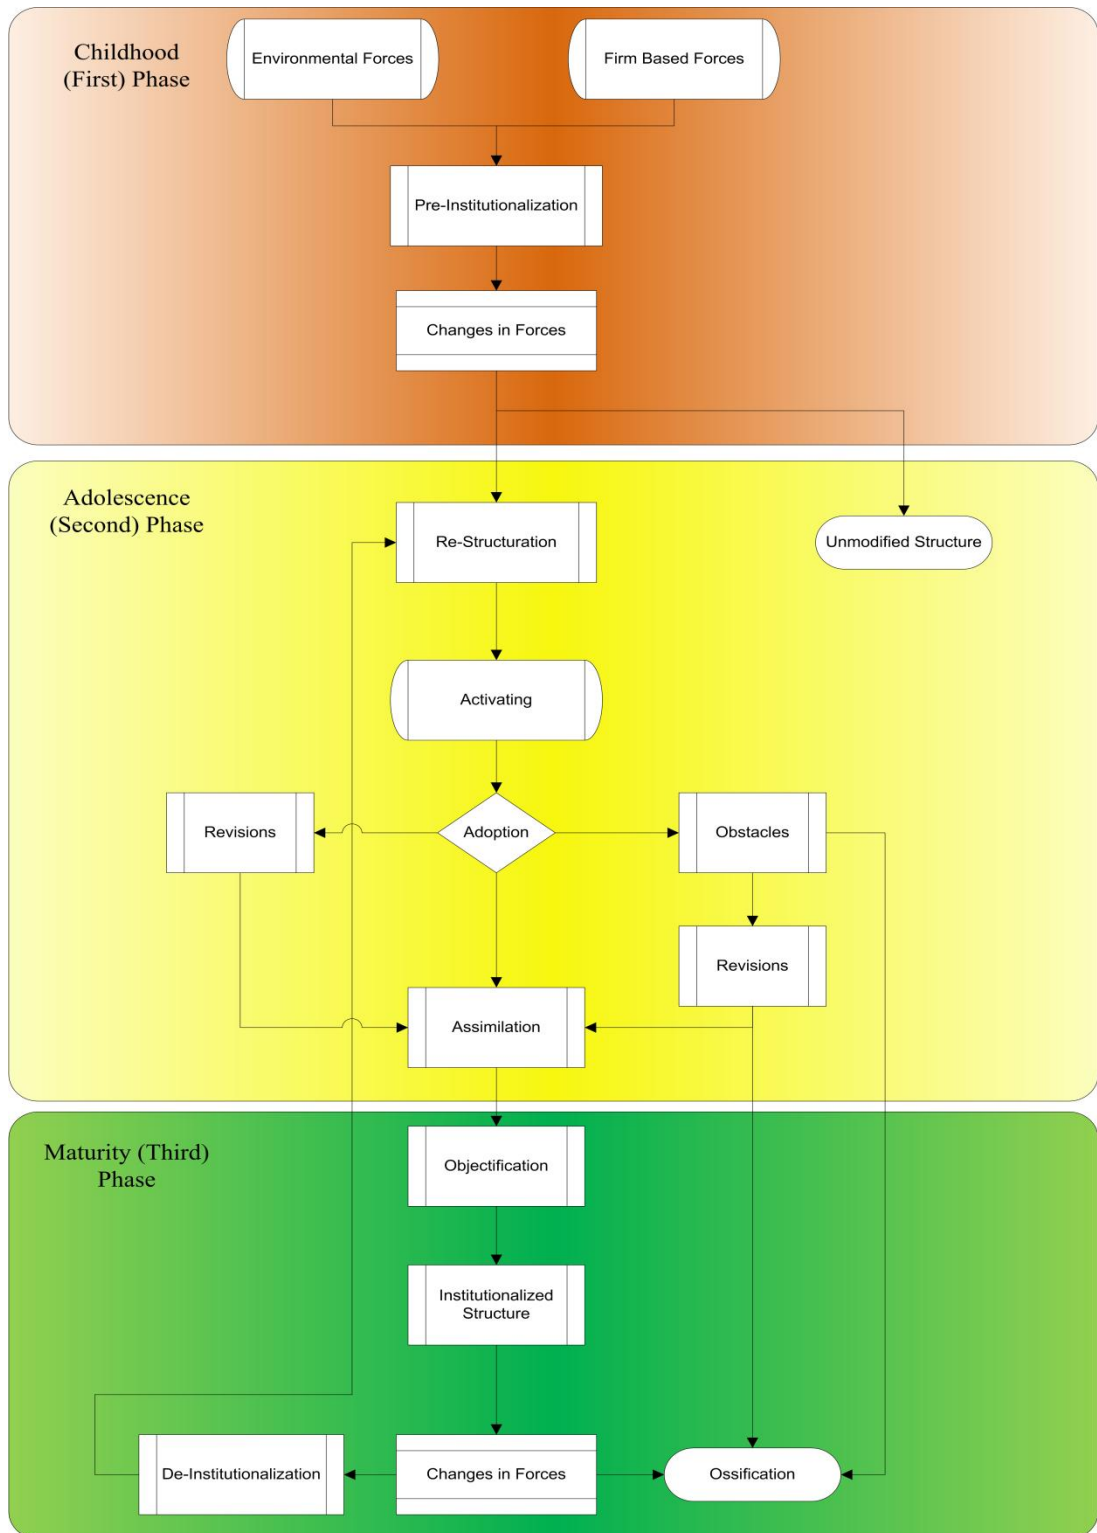 Childhood
(First) Phase
Environmental Forces
Firm Based Forces
Pre-Institutionalization
Changes in Forces
Adolescence
(Second) Phase
Re-Structuration
Unmodified Structure
Activating
Revisions
Adoption
Obstacles
Revisions
Assimilation
Maturity (Third)
Phase
Objectification
Institutionalized
Structure
De-Institutionalization
Changes in Forces
Ossification